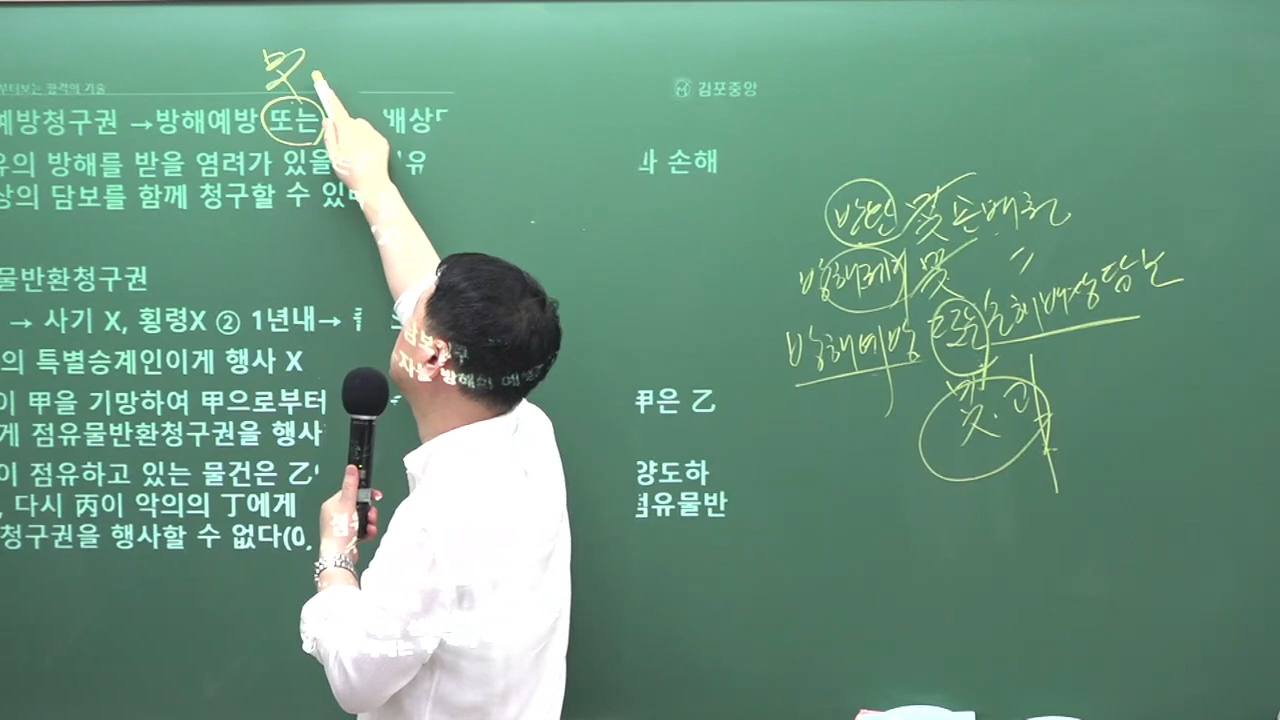 부터보는 합격의 기술
김포중앙
및
예방청구권 →방해예방 또는 배상
유의 방해를 받을 염려가 있을 유 과 손해
상의 담보를 함께 청구할 수 있
물반환청구권
→ 사기 X, 횡령X ② 1년내→
의 특별승계인이게 행사 X
이 甲을 기망하여 甲으로부터 甲은 乙
게 점유물반환청구권을 행사
이 점유하고 있는 물건은 乙 양도하
, 다시 丙이 악의의 丁에게 점유물반
청구권을 행사할 수 없다(0,
반면 및 손배청
방해제거 및 〃
방해예방 또는 손해배상담보
및, 과